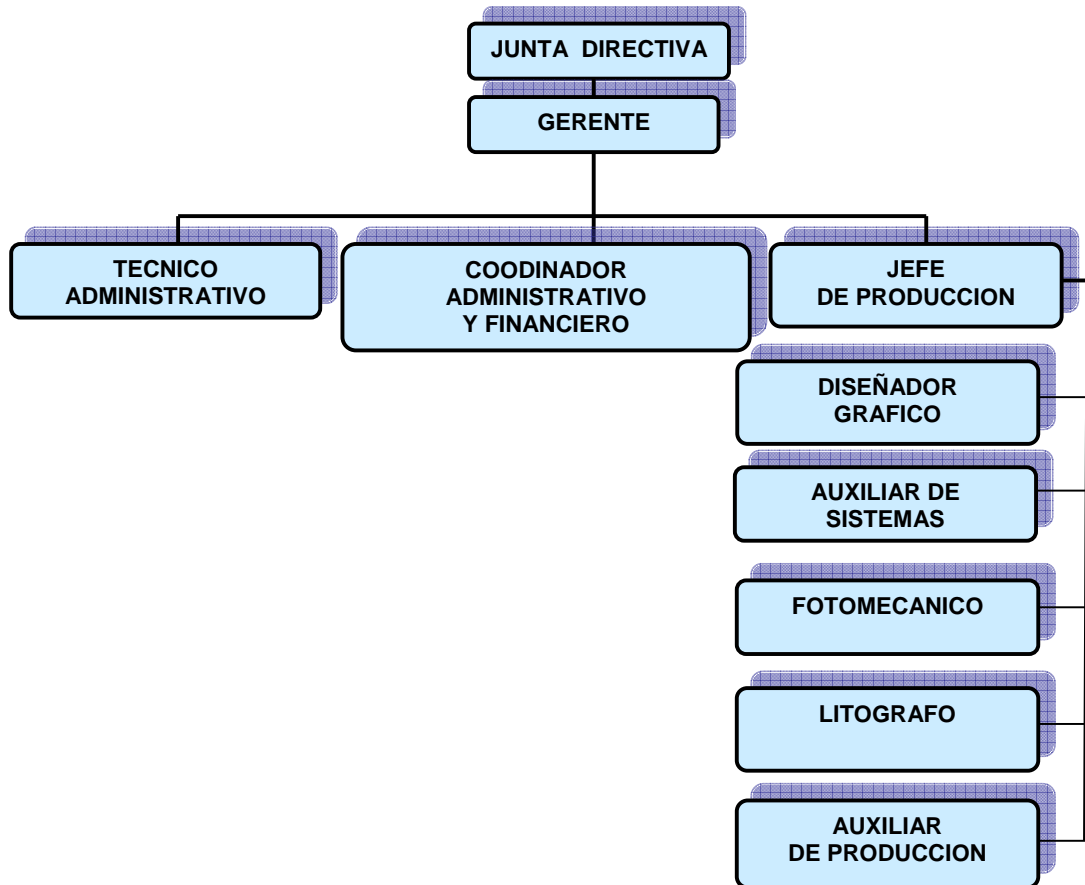 JUNTA DIRECTIVA
GERENTE
TECNICO
ADMINISTRATIVO
COODINADOR
ADMINISTRATIVO
Y FINANCIERO
JEFE
DE PRODUCCION
DISEÑADOR
GRAFICO
AUXILIAR DE
SISTEMAS
FOTOMECANICO
LITOGRAFO
AUXILIAR
DE PRODUCCION